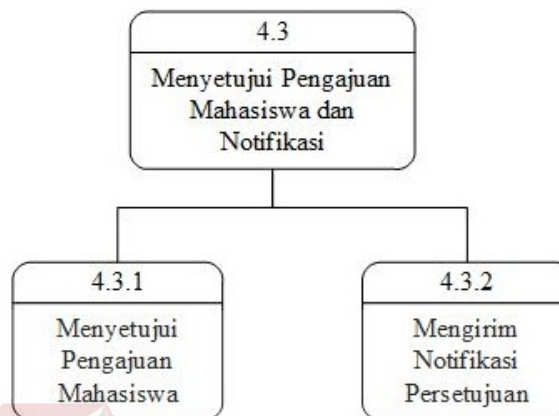 4.3
Menyetujui Pengajuan
Mahasiswa dan
Notifikasi
4.3.1
Menyetujui
Pengajuan
Mahasiswa
4.3.2
Mengirim
Notifikasi
Persetujuan